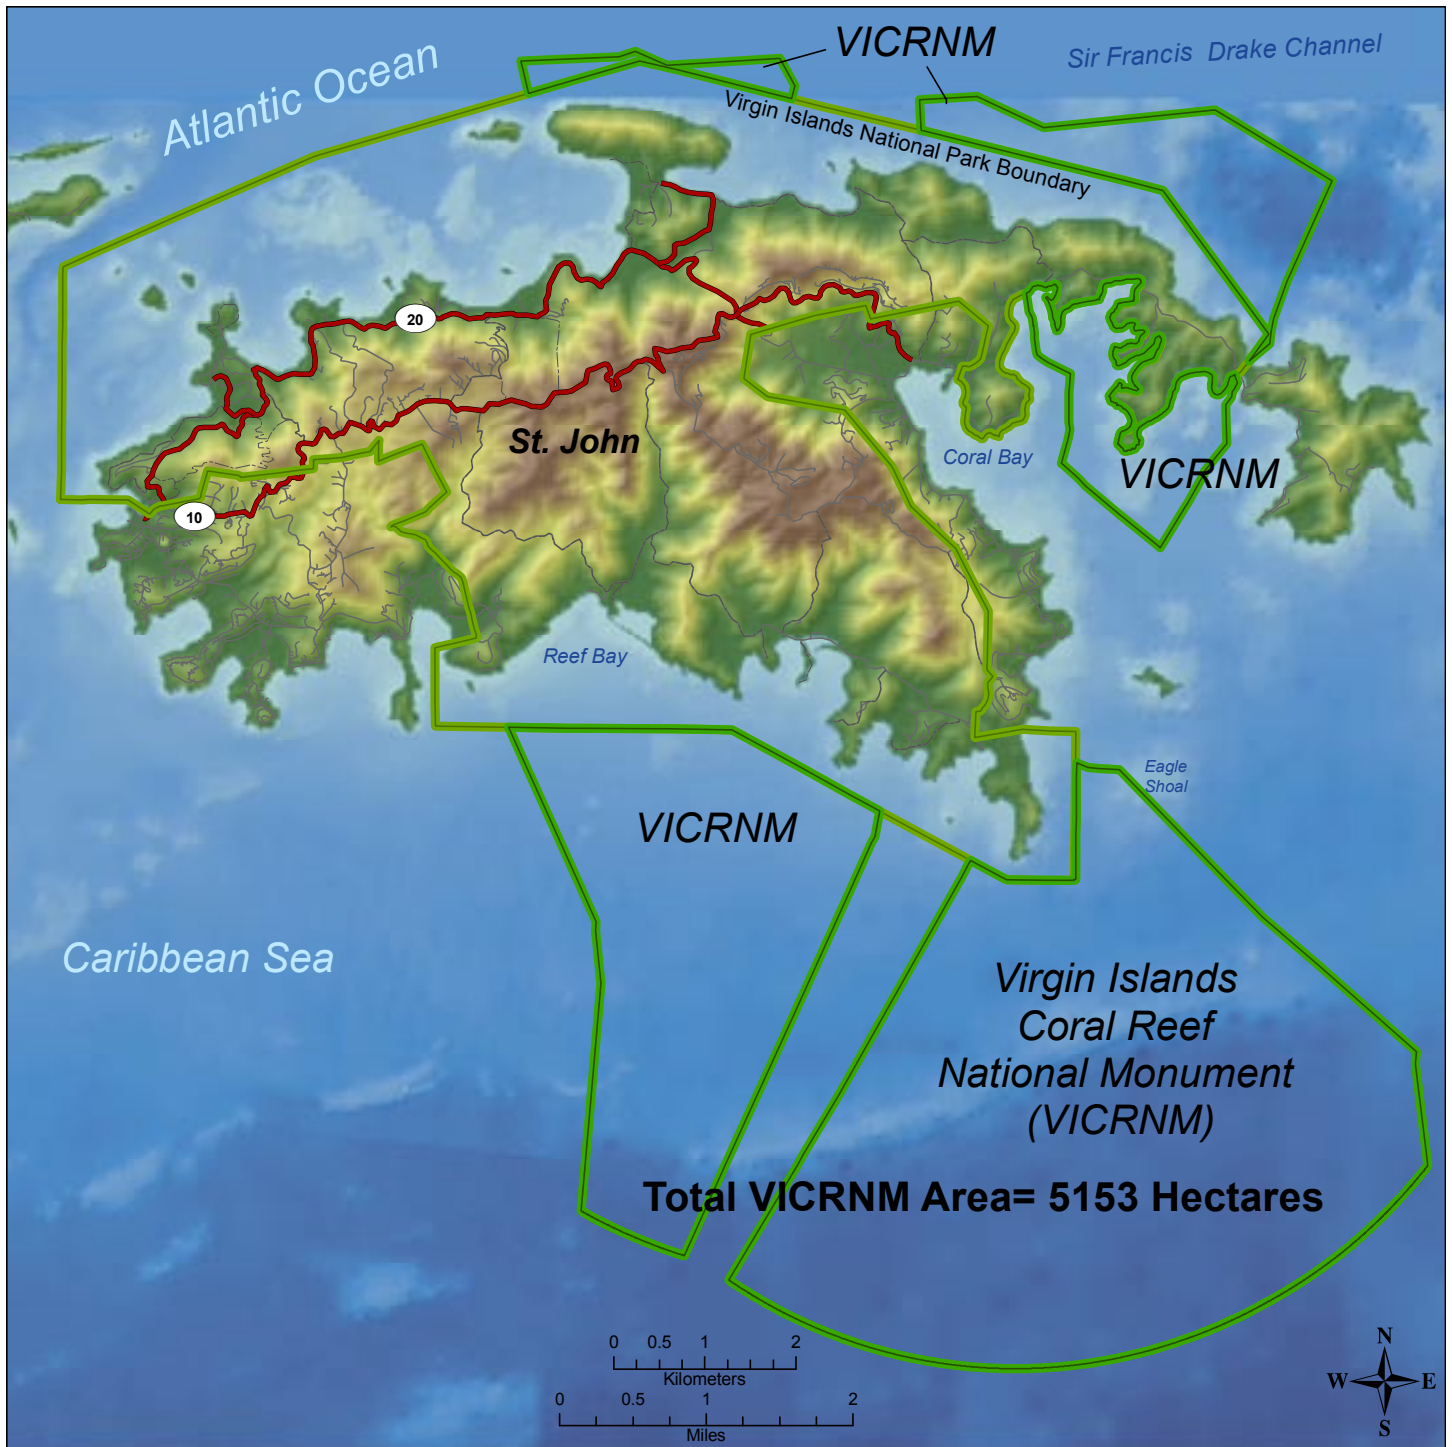 VICRNM
Sir Francis Drake Channel
Atlantic Ocean
Virgin Islands National Park Boundary
20
St. John
Coral Bay
VICRNM
10
Reef Bay
Eagle
Shoal
VICRNM
Caribbean Sea
Virgin Islands
Coral Reef
National Monument
(VICRNM)
Total VICRNM Area= 5153 Hectares
0 0.5 1 2
Kilometers
0 0.5 1 2
Miles
N
W E
S